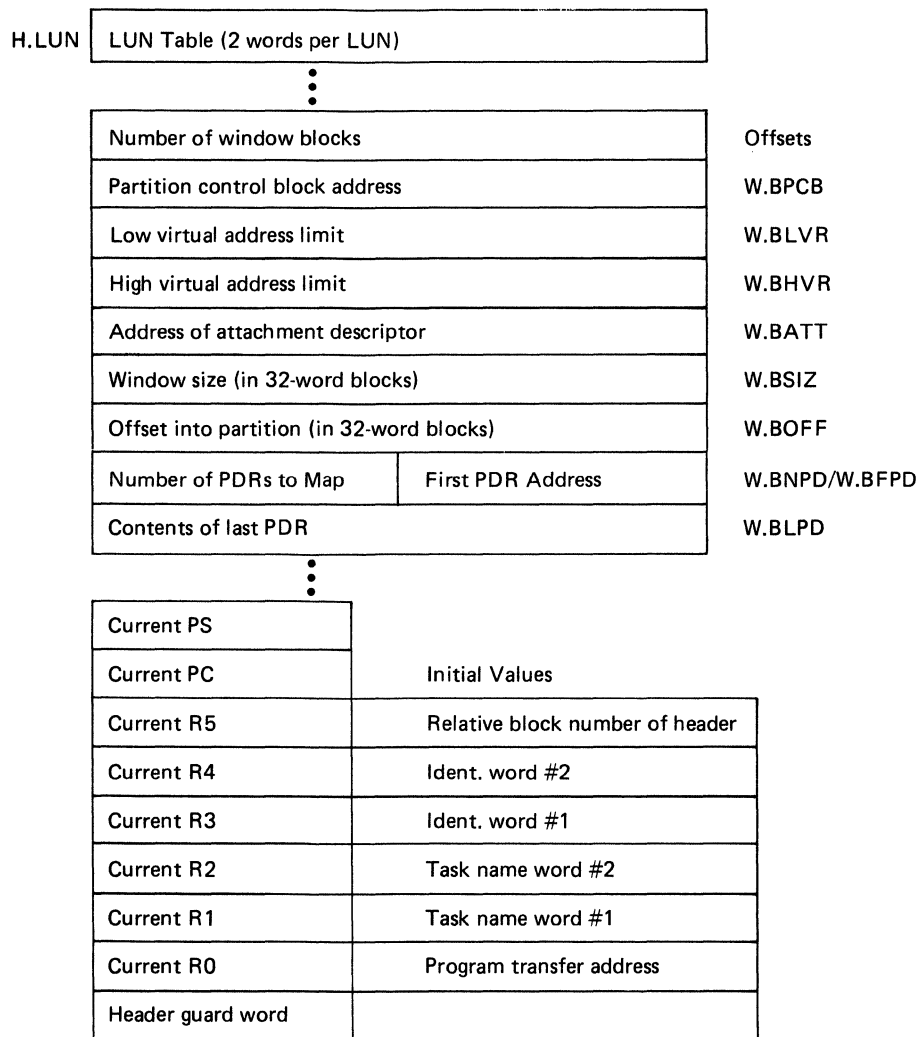 H.LUN LUN Table (2 words per LUN)
Number of window blocks Offsets
Partition control block address W.BPCB
Low virtual address limit W.BLVR
High virtual address limit W.BHVR
Address of attachment descriptor W.BATT
Window size (in 32-word blocks) W.BSIZ
Offset into partition (in 32-word blocks) W.BOFF
Number of PDRs to Map First PDR Address W.BNPD/W.BFPD
Contents of last PDR W.BLPD
Current PS
Current PC Initial Values
Current R5 Relative block number of header
Current R4 Ident. word #2
Current R3 Ident. word #1
Current R2 Task name word #2
Current R1 Task name word #1
Current R0 Program transfer address
Header guard word